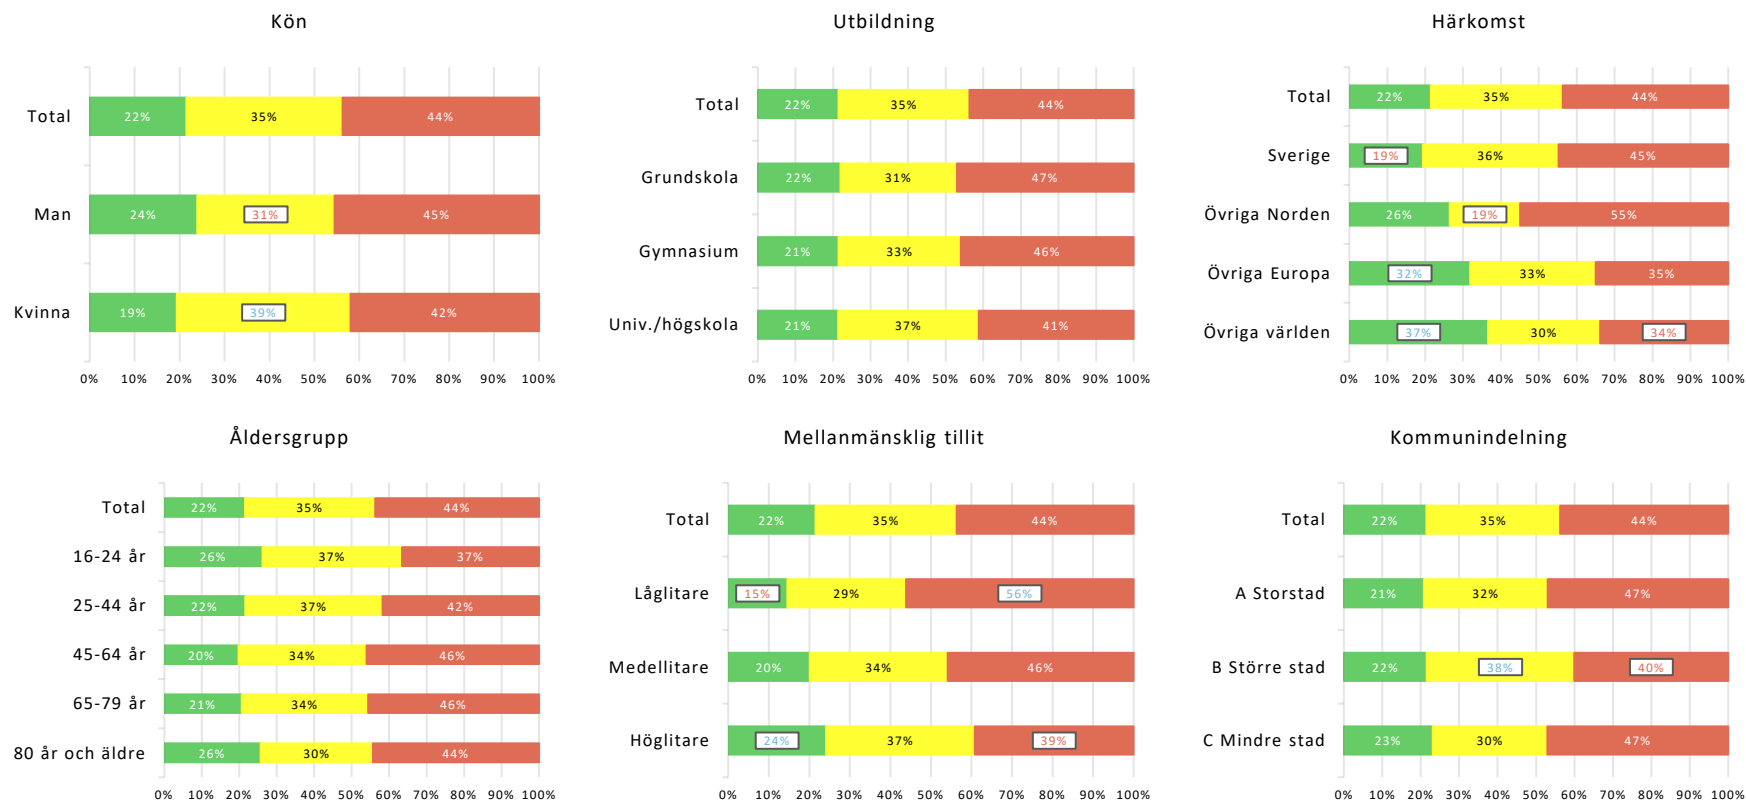 Kön
Total 22% 35% 44%
Man 24% 31% 45%
Kvinna 19% 39% 42%
0% 10% 20% 30% 40% 50% 60% 70% 80% 90% 100%
Utbildning
Total 22% 35% 44%
Grundskola 22% 31% 47%
Gymnasium 21% 33% 46%
Univ./högskola 21% 37% 41%
0% 10% 20% 30% 40% 50% 60% 70% 80% 90% 100%
Härkomst
Total 22% 35% 44%
Sverige 19% 36% 45%
Övriga Norden 26% 19% 55%
Övriga Europa 32% 33% 35%
Övriga världen 37% 30% 34%
0% 10% 20% 30% 40% 50% 60% 70% 80% 90% 100%
Åldersgrupp
Total 22% 35% 44%
16-24 år 26% 37% 37%
25-44 år 22% 37% 42%
45-64 år 20% 34% 46%
65-79 år 21% 34% 46%
80 år och äldre 26% 30% 44%
0% 10% 20% 30% 40% 50% 60% 70% 80% 90% 100%
Mellanmänsklig tillit
Total 22% 35% 44%
Låglitare 15% 29% 56%
Medellitare 20% 34% 46%
Höglitare 24% 37% 39%
0% 10% 20% 30% 40% 50% 60% 70% 80% 90% 100%
Kommunindelning
Total 22% 35% 44%
A Storstad 21% 32% 47%
B Större stad 22% 38% 40%
C Mindre stad 23% 30% 47%
0% 10% 20% 30% 40% 50% 60% 70% 80% 90% 100%